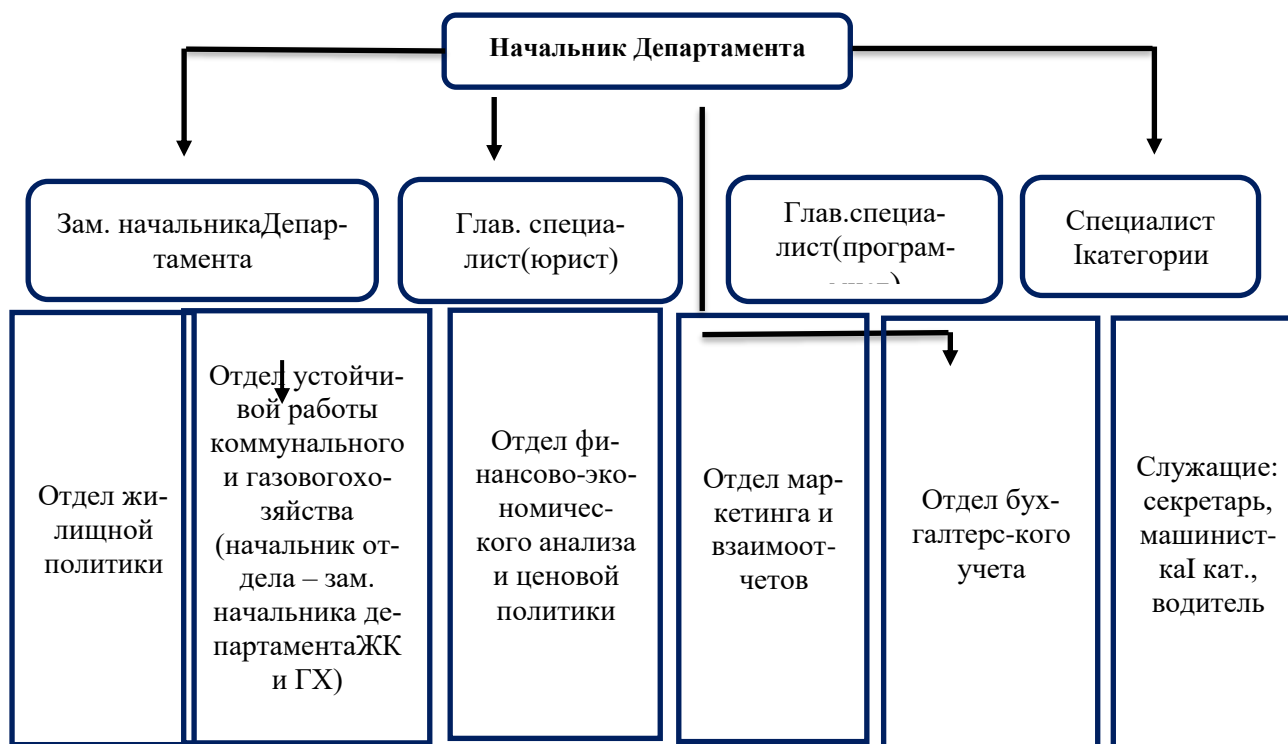 Начальник Департамента
Зам. начальникаДепар-
тамента
Глав. специа-
лист(юрист)
Глав.специа-
лист(програм-
Специалист
Iкатегории
Отдел жи-
лищной
политики
Отдел устойчи-
вой работы
коммунального
и газовогохо-
зяйства
(начальник от-
дела – зам.
начальника де-
партаментаЖК
и ГХ)
Отдел фи-
нансово-эко-
номичес-
кого анализа
и ценовой
политики
Отдел мар-
кетинга и
взаимоот-
четов
Отдел бух-
галтерс-кого
учета
Служащие:
секретарь,
машинист-
каI кат.,
водитель